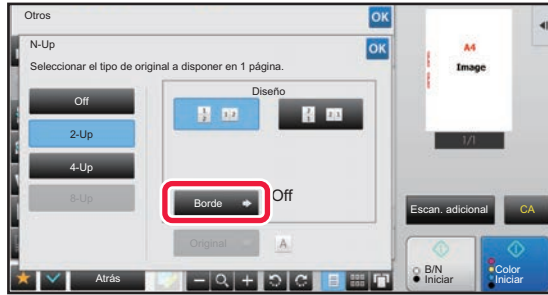 Otros
OK
N-Up
OK
Seleccionar el tipo de original a disponer en 1 página.
Off
2-Up
4-Up
8-Up
Diseño
Borde
Off
Original
A
Atrás
A4
Image
1/1
Escan. adicional
CA
B/N
Iniciar
Color
Iniciar